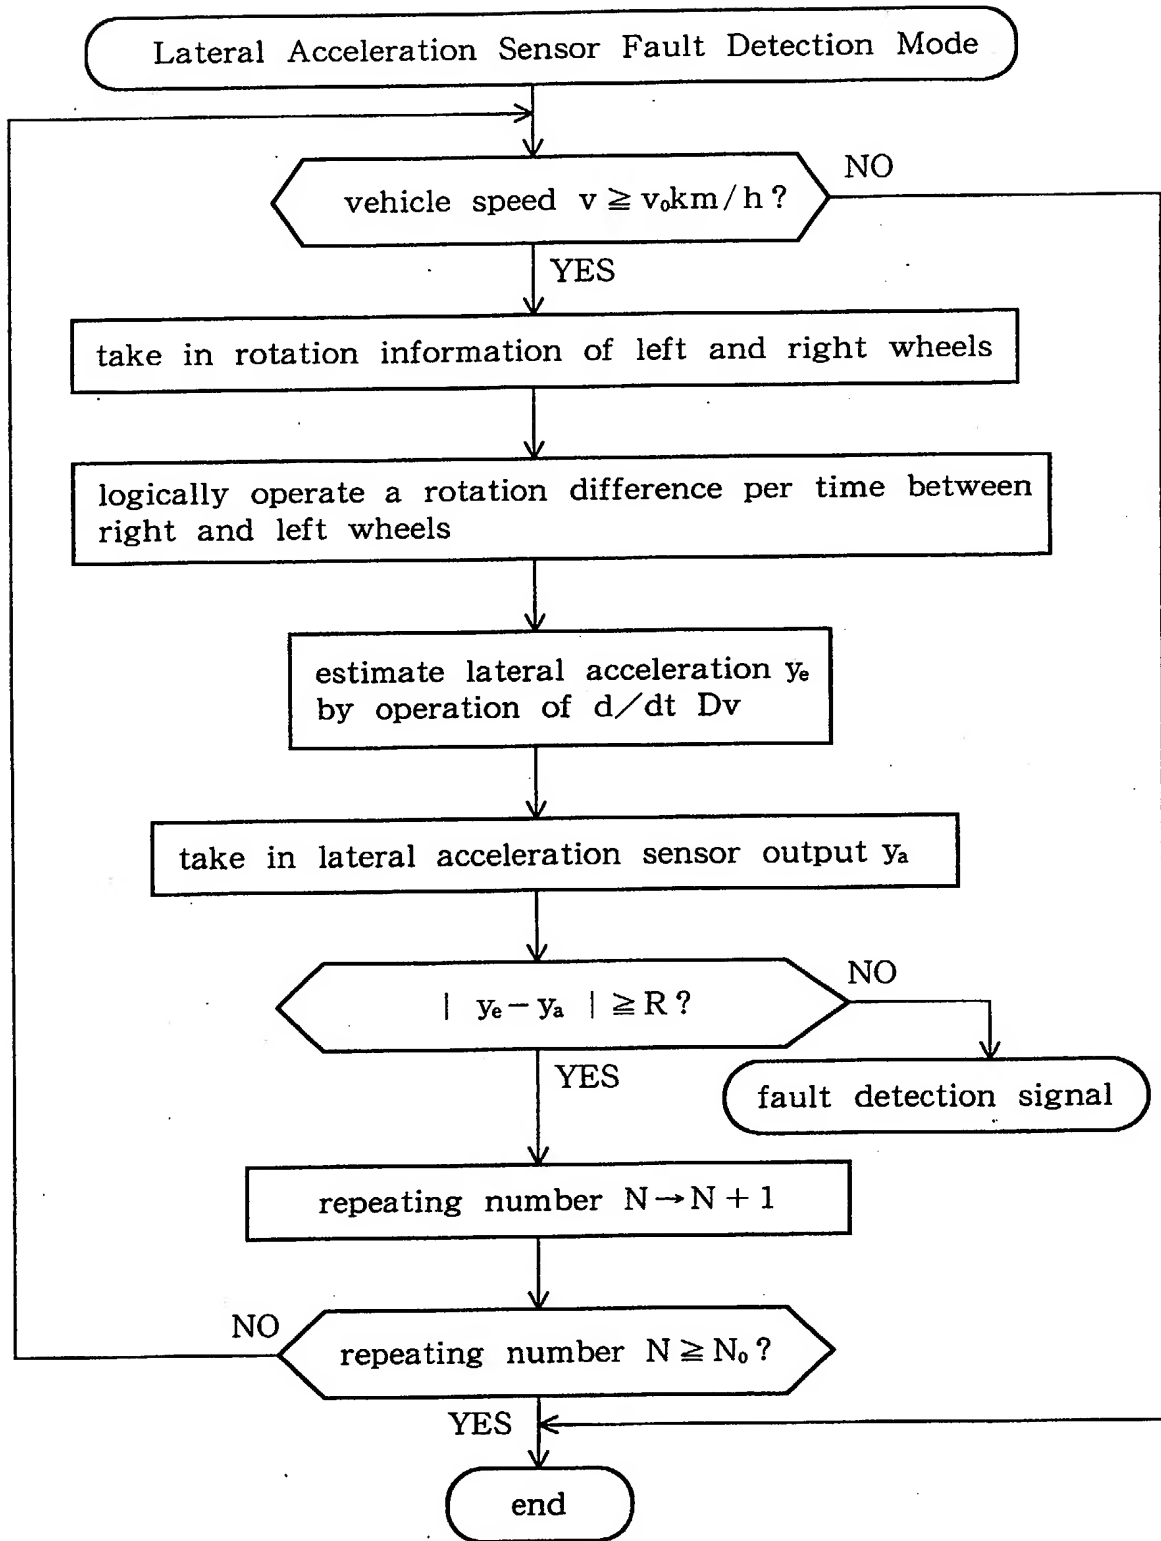 Lateral Acceleration Sensor Fault Detection Mode
vehicle speed v ≧ v₀km/h?
NO
YES
take in rotation information of left and right wheels
logically operate a rotation difference per time between
right and left wheels
estimate lateral acceleration yₑ
by operation of d/dt Dv
take in lateral acceleration sensor output yₐ
| yₑ − yₐ | ≧ R?
NO
YES
fault detection signal
repeating number N → N + 1
NO
repeating number N ≧ N₀?
YES
end